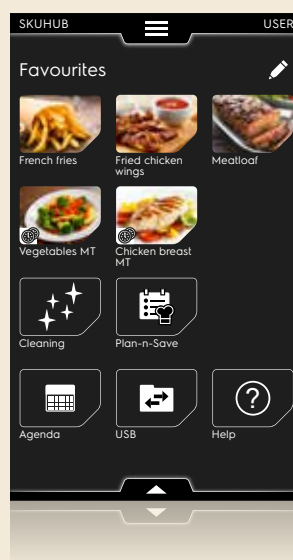 SKUHUB USER
Favourites
French fries Fried chicken Meatloaf
wings
Vegetables MT Chicken breast
MT
Cleaning Plan-n-Save
Agenda USB Help